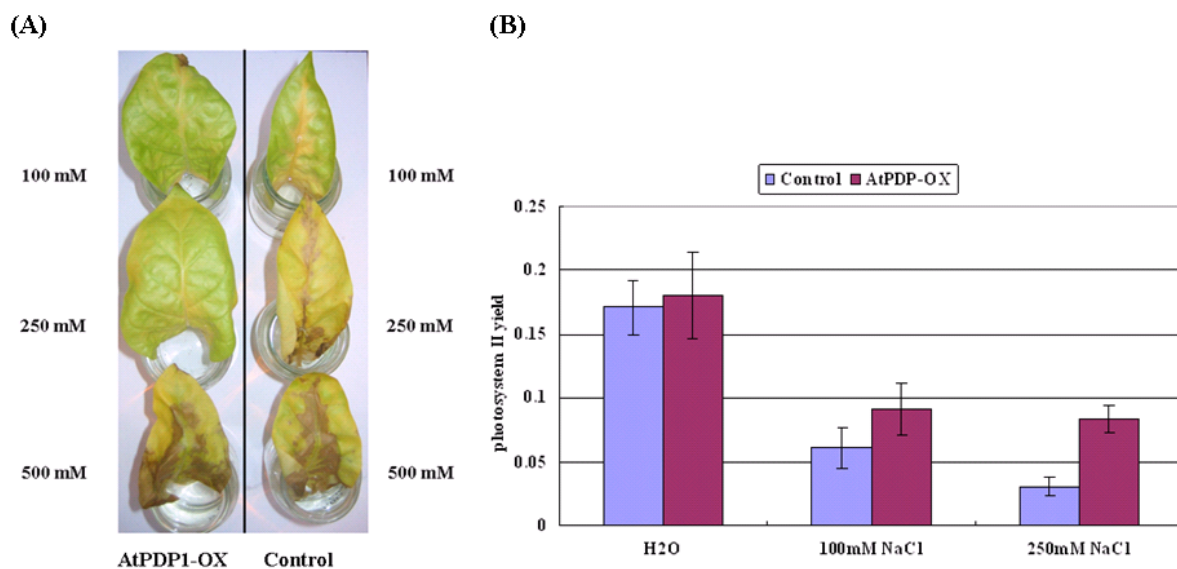 (A)
100 mM
100 mM
250 mM
250 mM
500 mM
500 mM
AtPDP1-OX Control
(B)
Control AtPDP-OX
photosystem II yield
0.25
0.2
0.15
0.1
0.05
0
H2O 100mM NaCl 250mM NaCl